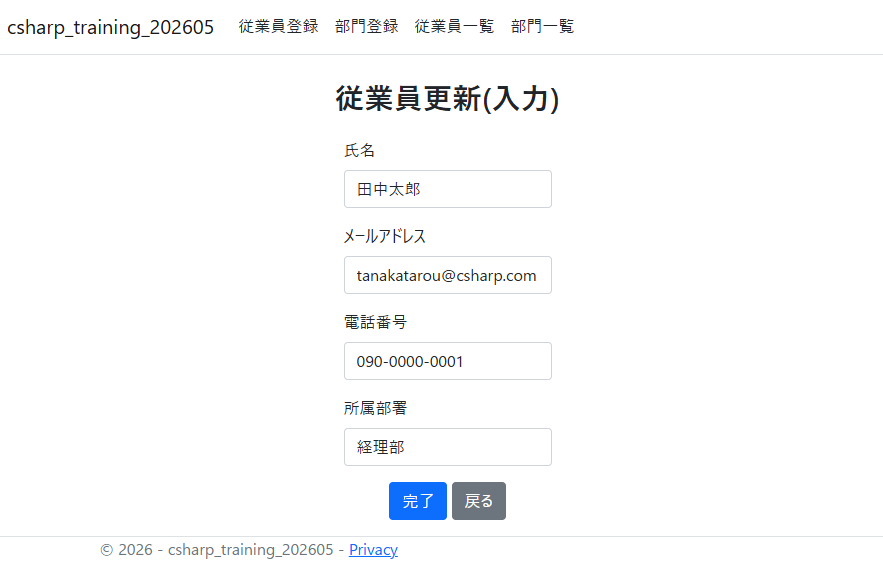 csharp_training_202605 従業員登録 部門登録 従業員一覧 部門一覧
従業員更新(入力)
氏名
田中太郎
メールアドレス
tanakatarou@csharp.com
電話番号
090-0000-0001
所属部署
経理部
完了 戻る
© 2026 - csharp_training_202605 - Privacy